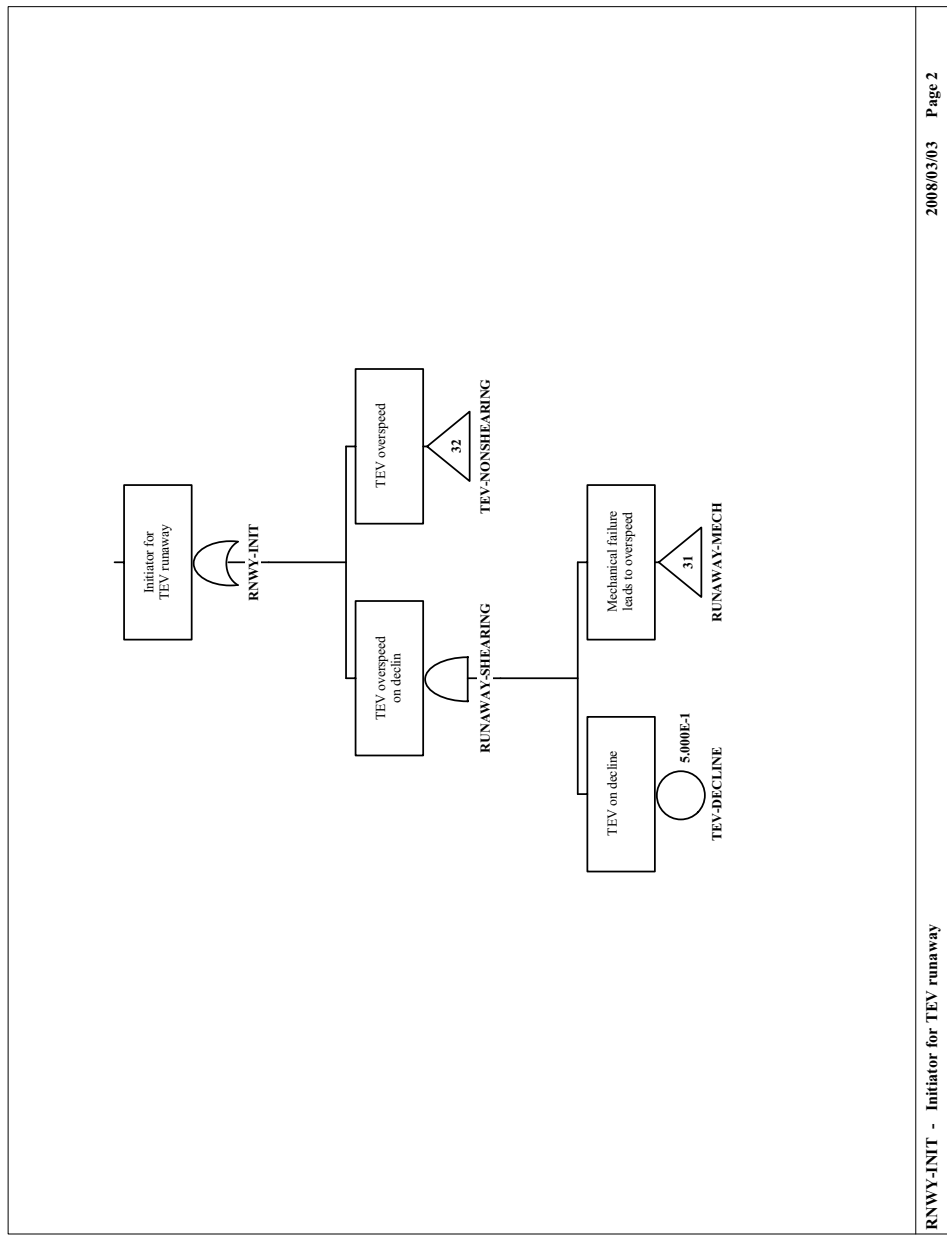 Initiator for
TEV runaway
RNWY-INIT
TEV overspeed
on declin
RUNAWAY-SHEARING
TEV overspeed
32
TEV-NONSHEARING
TEV on decline
5.000E-1
TEV-DECLINE
Mechanical failure
leads to overspeed
31
RUNAWAY-MECH
RNWY-INIT - Initiator for TEV runaway
2008/03/03 Page 2